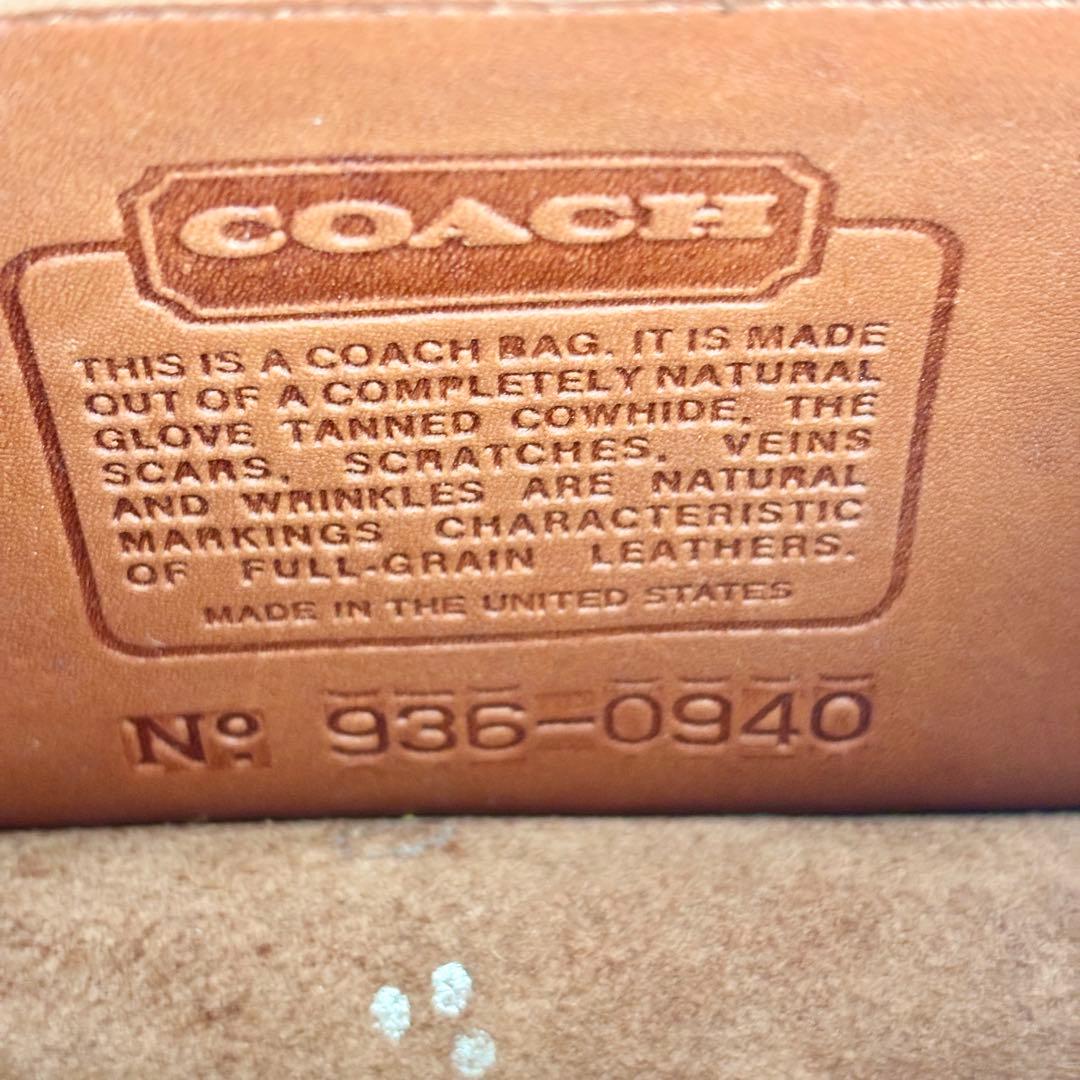 COACH
THIS IS A COACH BAG. IT IS MADE
OUT OF A COMPLETELY NATURAL
GLOVE TANNED COWHIDE. THE
SCARS, SCRATCHES, VEINS
AND WRINKLES ARE NATURAL
MARKINGS CHARACTERISTIC
OF FULL-GRAIN LEATHERS.
MADE IN THE UNITED STATES
Nº 936-0940